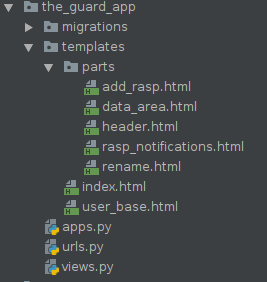 the_guard_app
migrations
templates
parts
add_rasp.html
data_area.html
header.html
rasp_notifications.html
rename.html
index.html
user_base.html
apps.py
urls.py
views.py